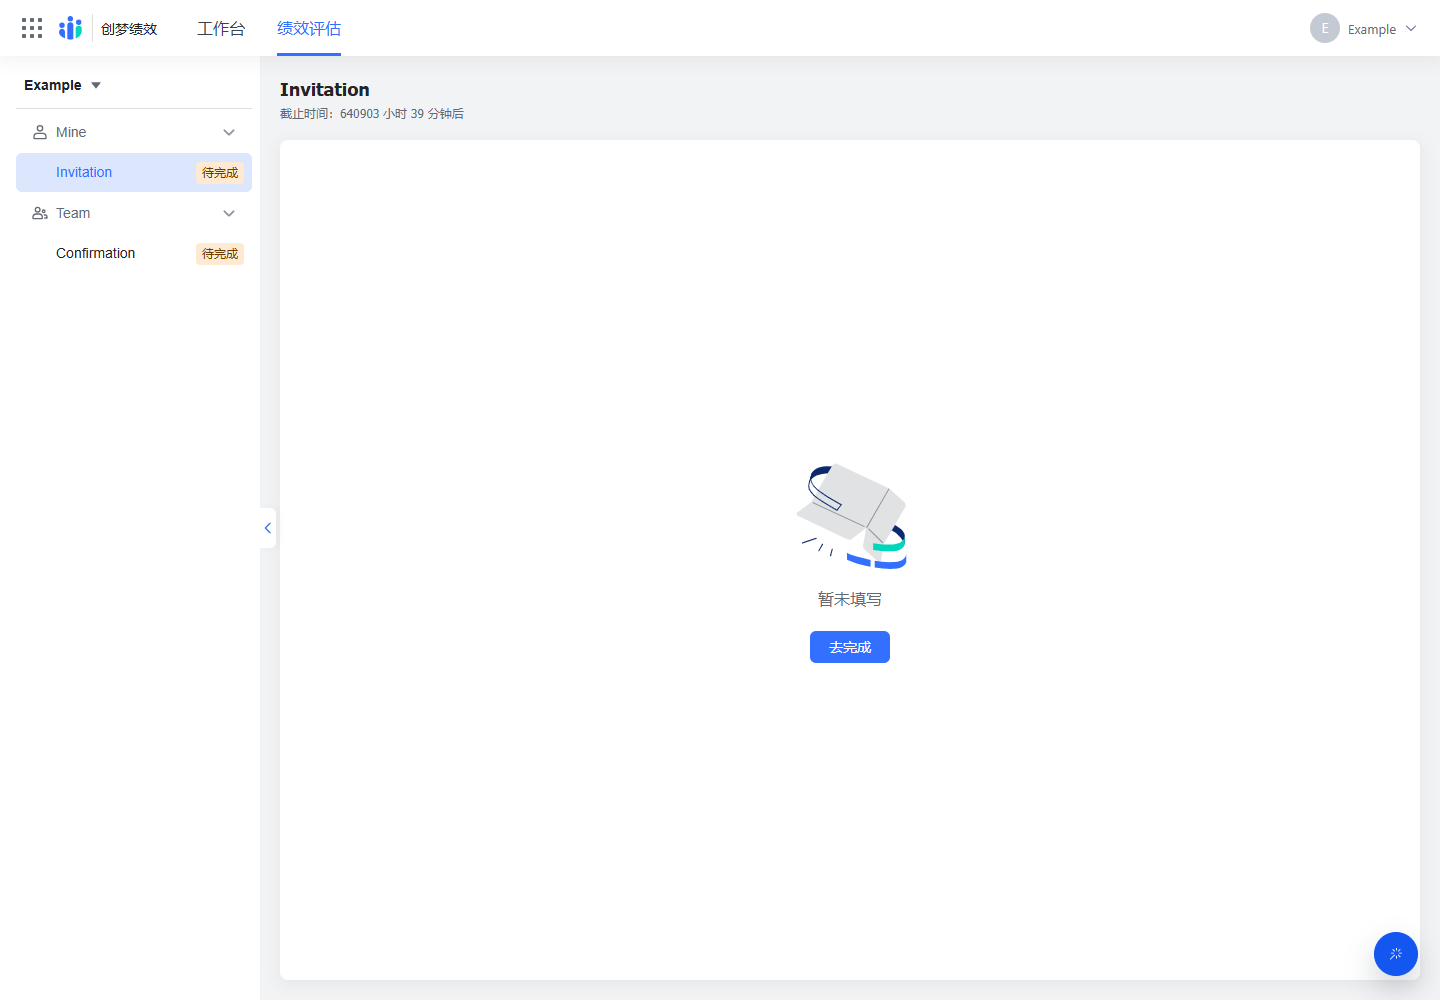 创梦绩效
工作台
绩效评估
E
Example
Example
Mine
Invitation
待完成
Team
Confirmation
待完成
Invitation
截止时间：640903 小时 39 分钟后
暂未填写
去完成